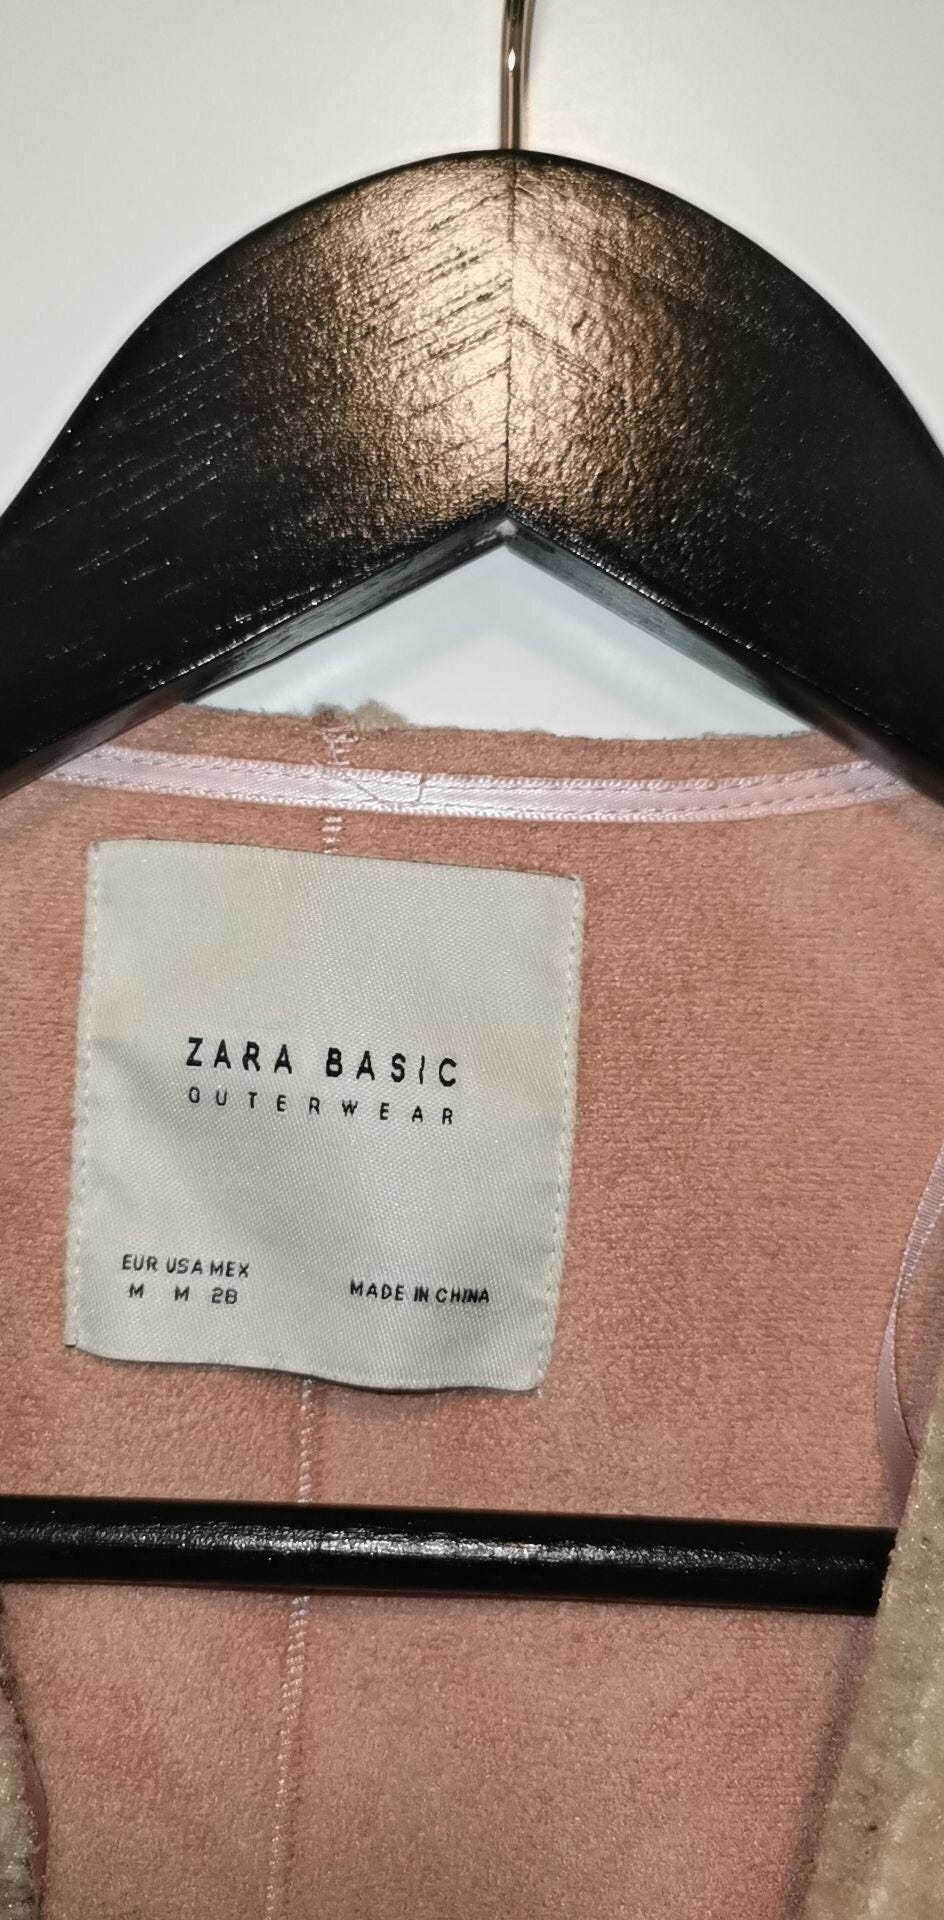 ZARA BASIC
OUTERWEAR
EUR USA MEX
M M 28
MADE IN CHINA